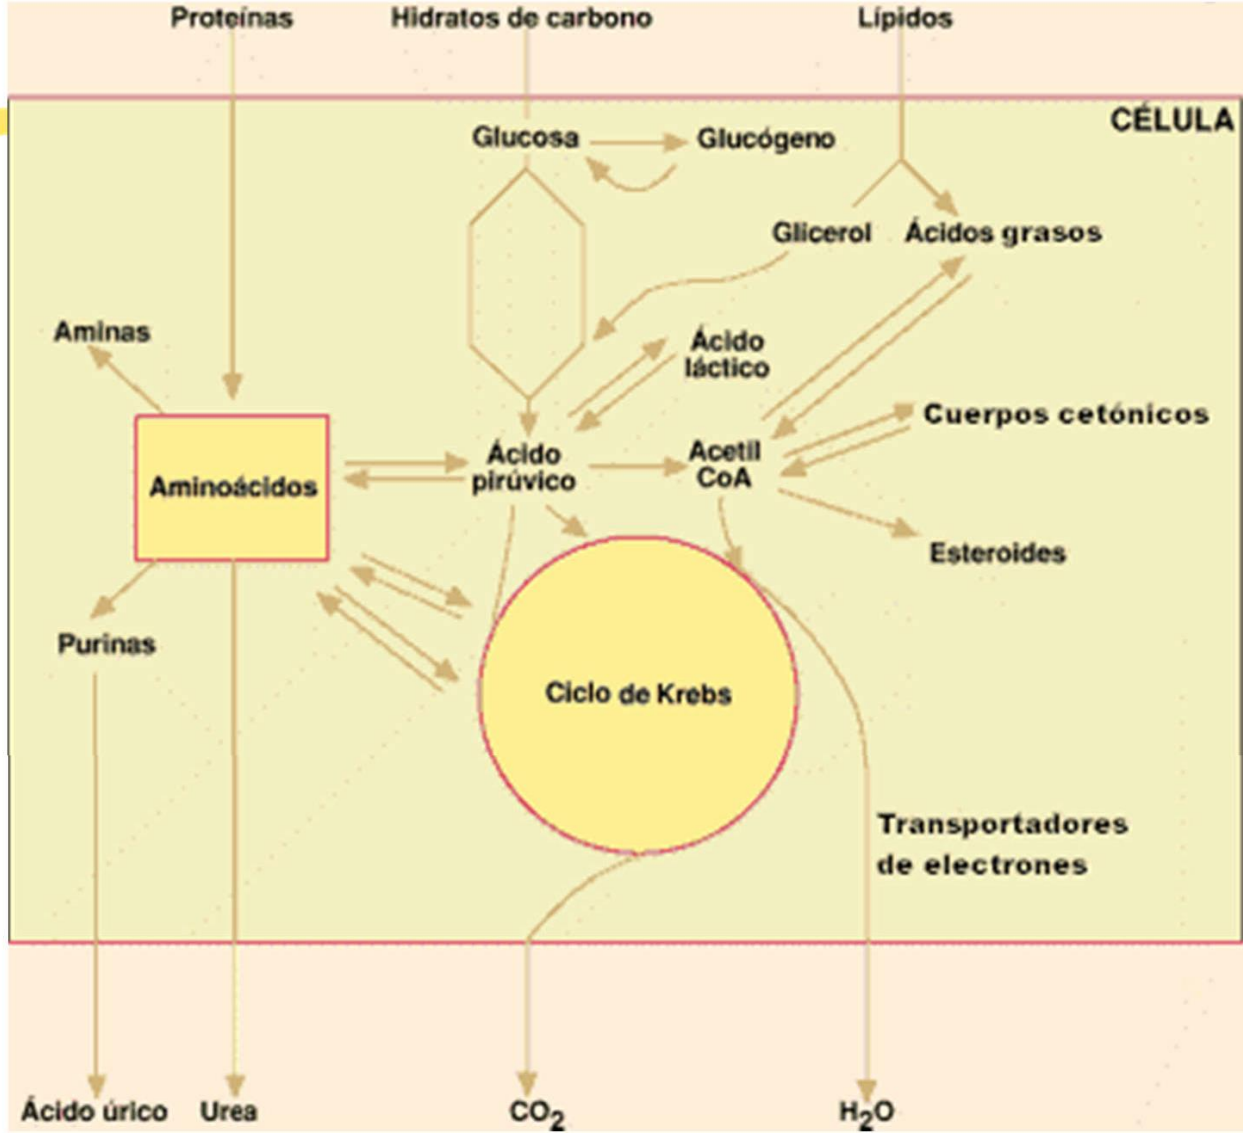 Proteínas
Hidratos de carbono
Lípidos
CÉLULA
Glucosa
Glucógeno
Glicerol
Ácidos grasos
Aminas
Ácido
láctico
Cuerpos cetónicos
Aminoácidos
Ácido
pirúvico
Acetil
CoA
Esteroides
Purinas
Ciclo de Krebs
Transportadores
de electrones
Ácido úrico
Urea
CO2
H2O